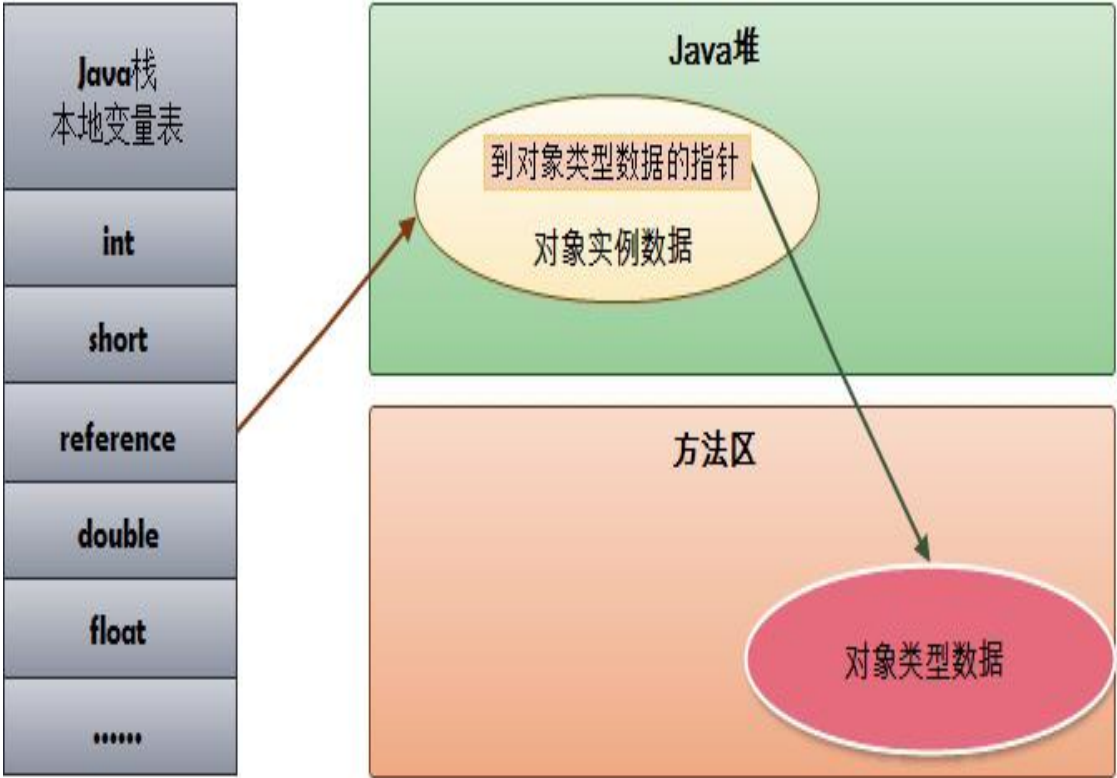 Java栈
本地变量表
int
short
reference
double
float
......
Java堆
到对象类型数据的指针
对象实例数据
方法区
对象类型数据